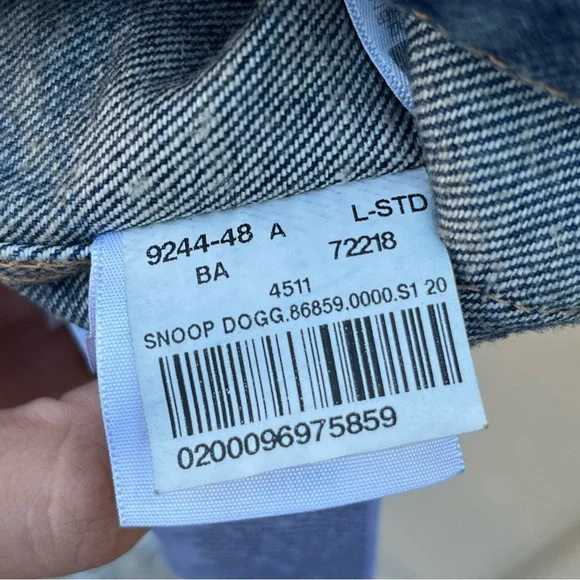 9244-48 A L-STD
BA 72218
4511
SNOOP DOGG.86859.0000.S1 20
0200096975859